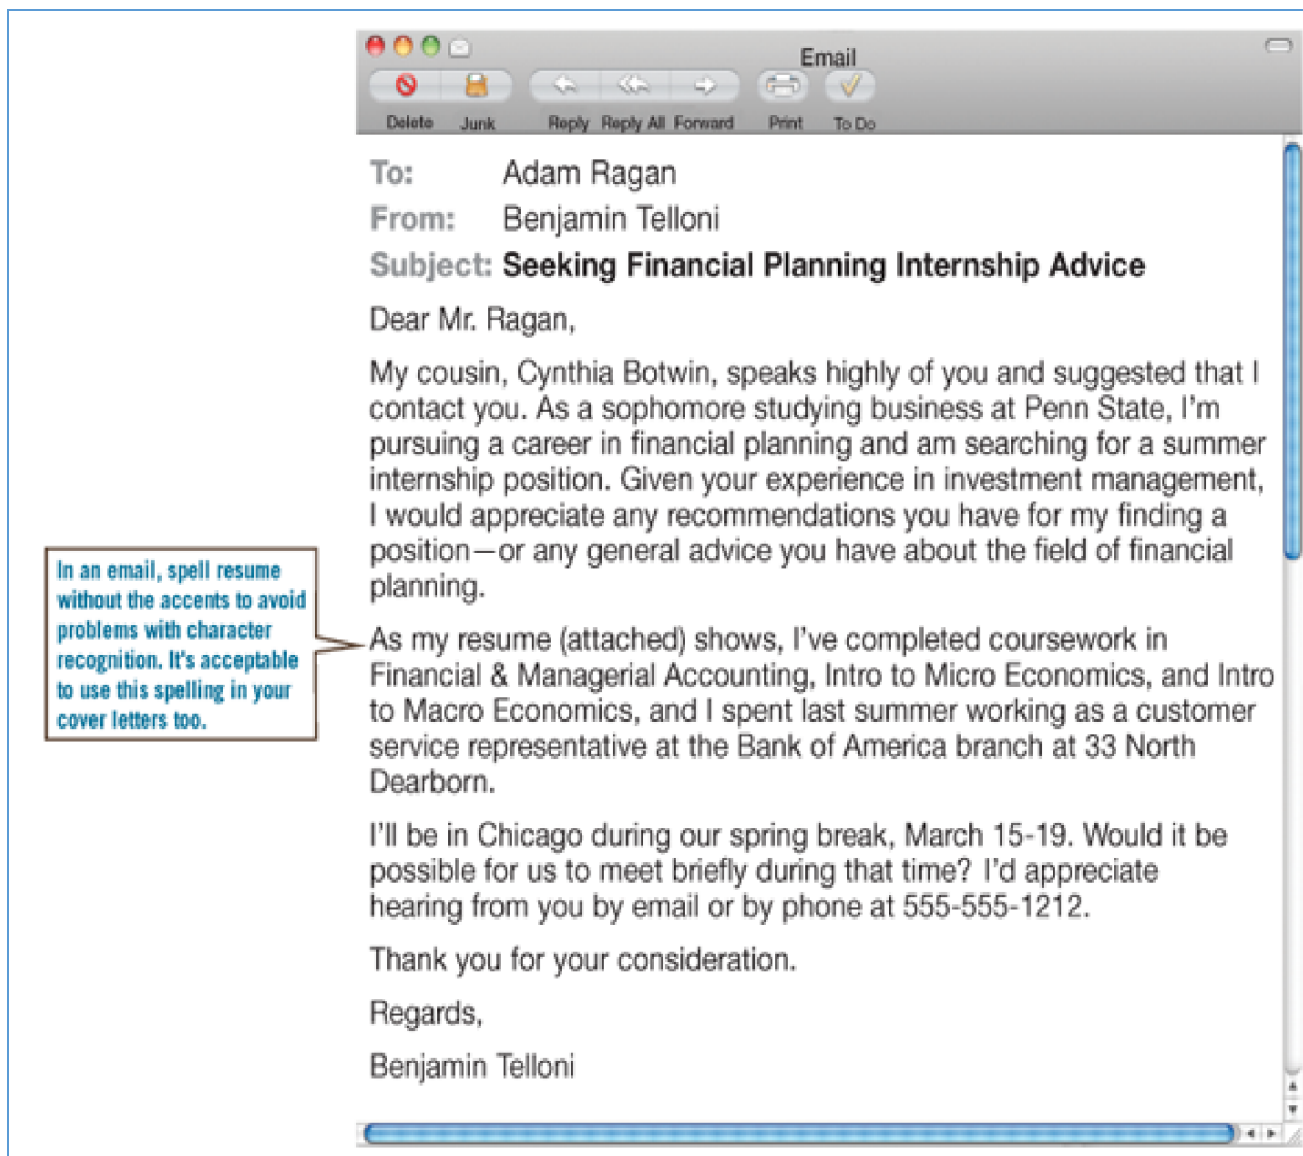 Email
Delete Junk Reply Reply All Forward Print To Do
To: Adam Ragan
From: Benjamin Telloni
Subject: Seeking Financial Planning Internship Advice
Dear Mr. Ragan,
My cousin, Cynthia Botwin, speaks highly of you and suggested that I
contact you. As a sophomore studying business at Penn State, I’m
pursuing a career in financial planning and am searching for a summer
internship position. Given your experience in investment management,
I would appreciate any recommendations you have for my finding a
position—or any general advice you have about the field of financial
planning.
In an email, spell resume
without the accents to avoid
problems with character
recognition. It's acceptable
to use this spelling in your
cover letters too.
As my resume (attached) shows, I’ve completed coursework in
Financial & Managerial Accounting, Intro to Micro Economics, and Intro
to Macro Economics, and I spent last summer working as a customer
service representative at the Bank of America branch at 33 North
Dearborn.
I’ll be in Chicago during our spring break, March 15-19. Would it be
possible for us to meet briefly during that time? I’d appreciate
hearing from you by email or by phone at 555-555-1212.
Thank you for your consideration.
Regards,
Benjamin Telloni